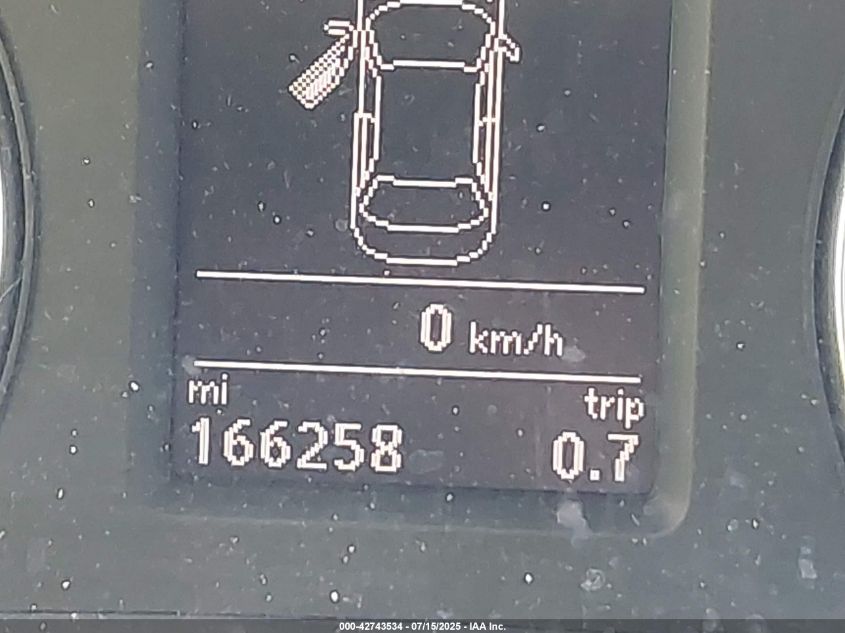 0 km/h
mi trip
166258 0.7
000-42743534 - 07/15/2025 - IAA Inc.